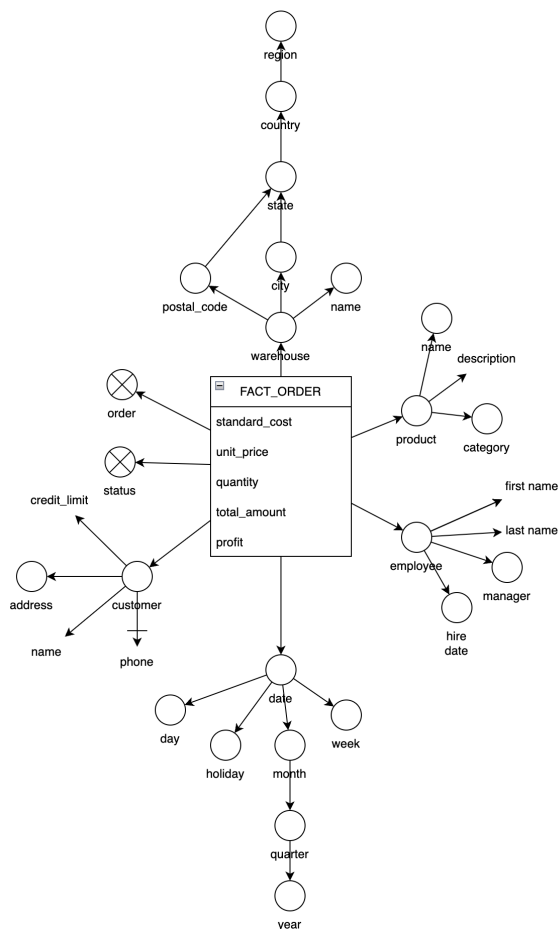 region
country
state
city
postal_code
name
warehouse
name
description
product
category
order
status
FACT_ORDER
standard_cost
unit_price
quantity
total_amount
profit
first name
last name
employee
manager
hire
date
credit_limit
address
customer
name
phone
date
day
holiday
month
week
quarter
year